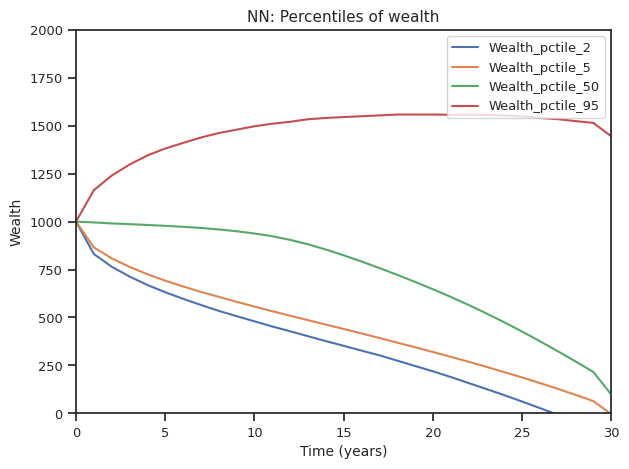 NN: Percentiles of wealth
Wealth_pctile_2
Wealth_pctile_5
Wealth_pctile_50
Wealth_pctile_95
Wealth
2000
1750
1500
1250
1000
750
500
250
0
0 5 10 15 20 25 30
Time (years)